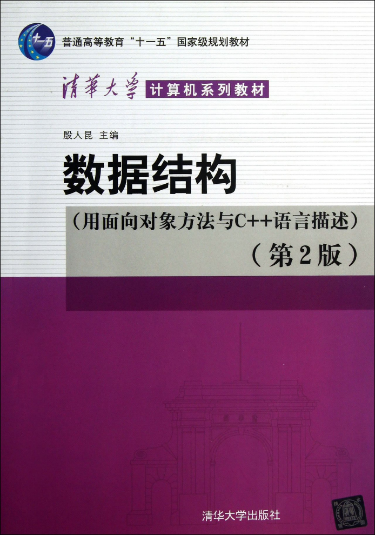 十一五
普通高等教育“十一五”国家级规划教材
清华大学 计算机系列教材
殷人昆 主编
数据结构
（用面向对象方法与C++语言描述）
（第2版）
清华大学出版社